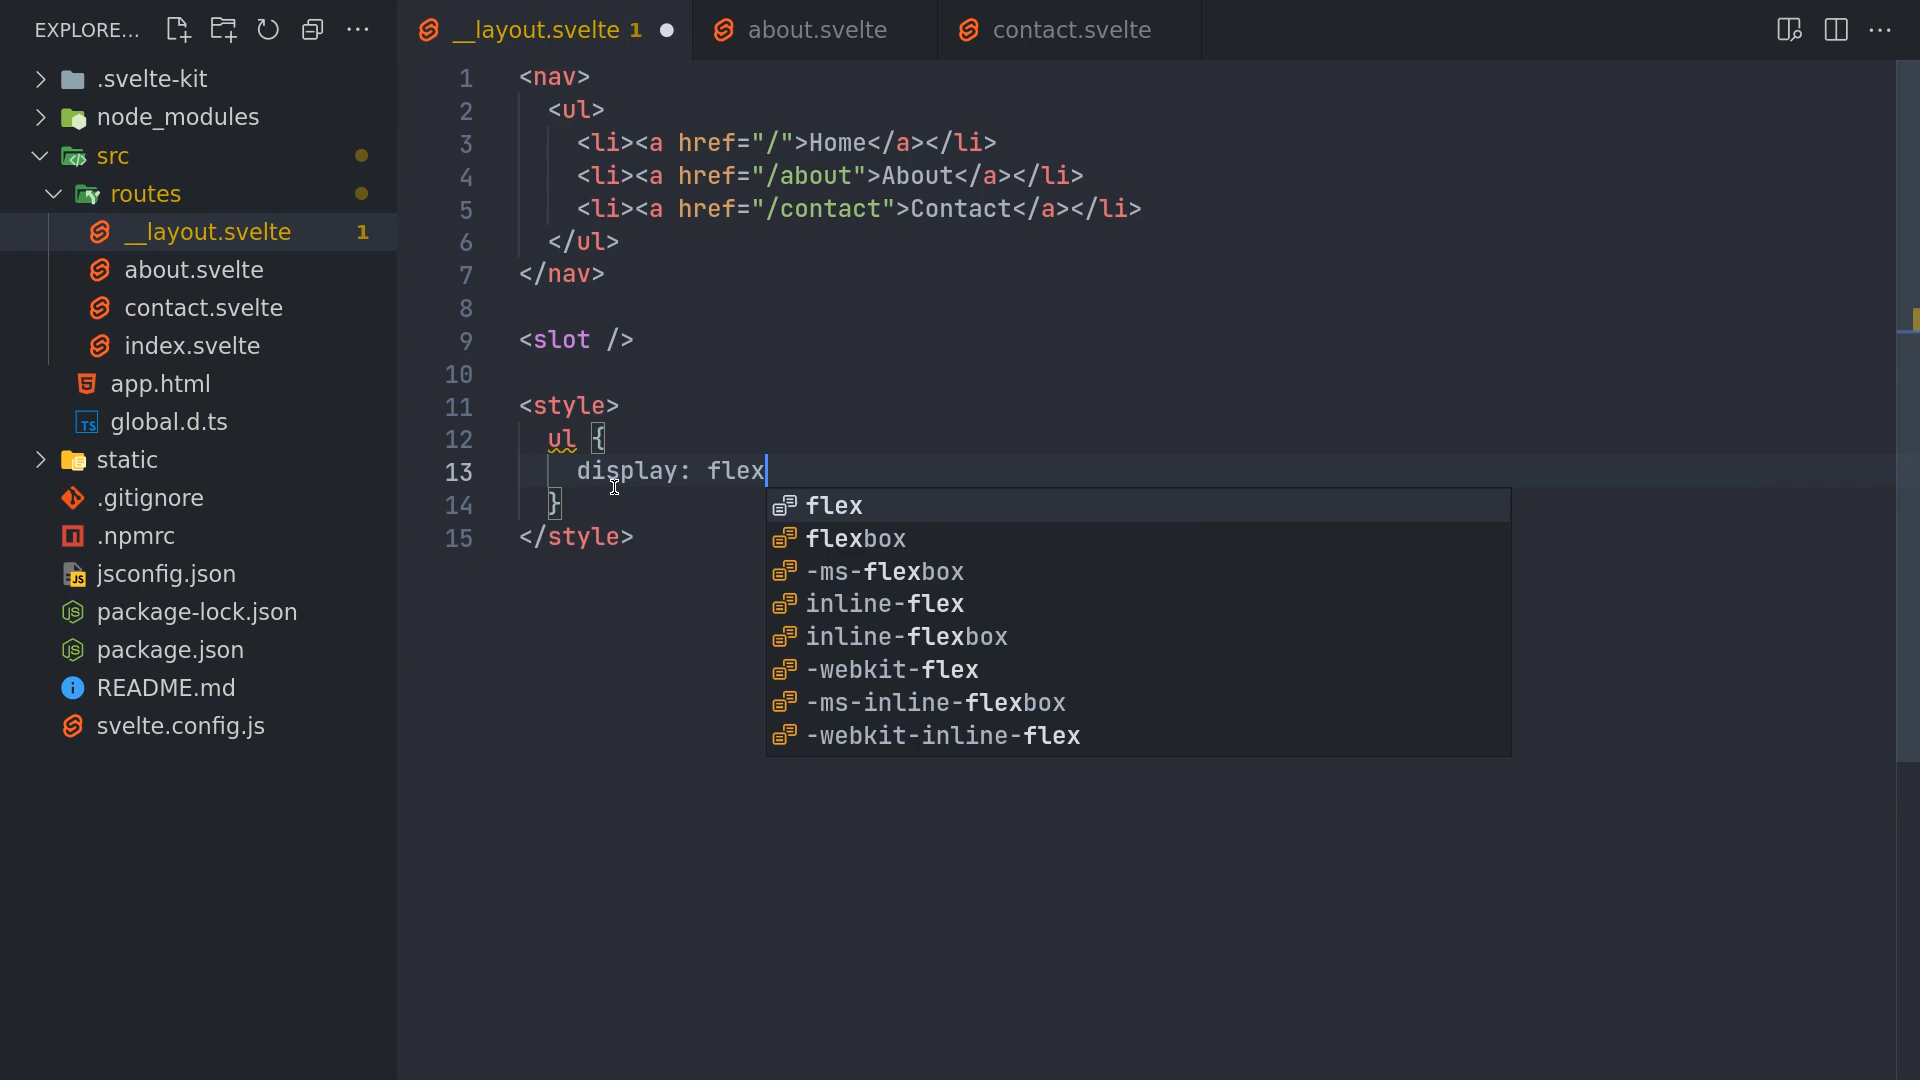 EXPLORE...
.svelte-kit
node_modules
src
routes
__layout.svelte 1
about.svelte
contact.svelte
index.svelte
app.html
TS global.d.ts
static
.gitignore
.npmrc
JS jsconfig.json
JS package-lock.json
JS package.json
README.md
svelte.config.js
__layout.svelte 1
about.svelte
contact.svelte
1 <nav>
2 <ul>
3 <li><a href="/">Home</a></li>
4 <li><a href="/about">About</a></li>
5 <li><a href="/contact">Contact</a></li>
6 </ul>
7 </nav>
8
9 <slot />
10
11 <style>
12 ul {
13 display: flex
14 }
15 </style>
flex
flexbox
-ms-flexbox
inline-flex
inline-flexbox
-webkit-flex
-ms-inline-flexbox
-webkit-inline-flex